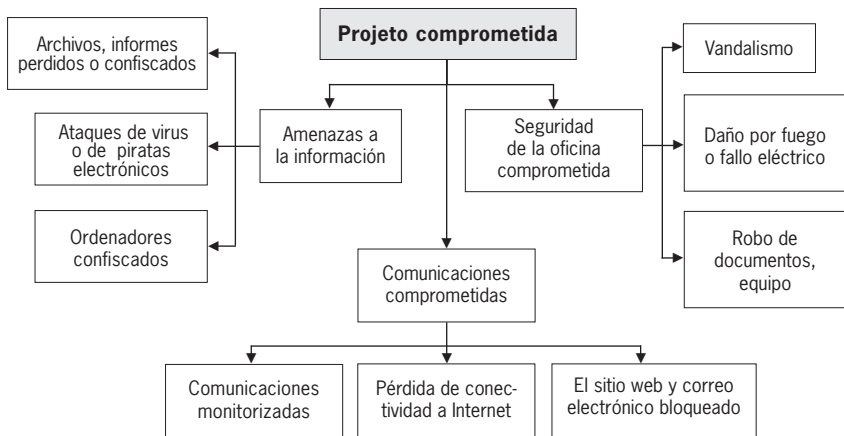 Projeto comprometida
Archivos, informes
perdidos o confiscados
Ataques de virus
o de piratas
electrónicos
Ordenadores
confiscados
Amenazas a
la información
Seguridad
de la oficina
comprometida
Vandalismo
Daño por fuego
o fallo eléctrico
Robo de
documentos,
equipo
Comunicaciones
comprometidas
Comunicaciones
monitorizadas
Pérdida de conec-
tividad a Internet
El sitio web y correo
electrónico bloqueado